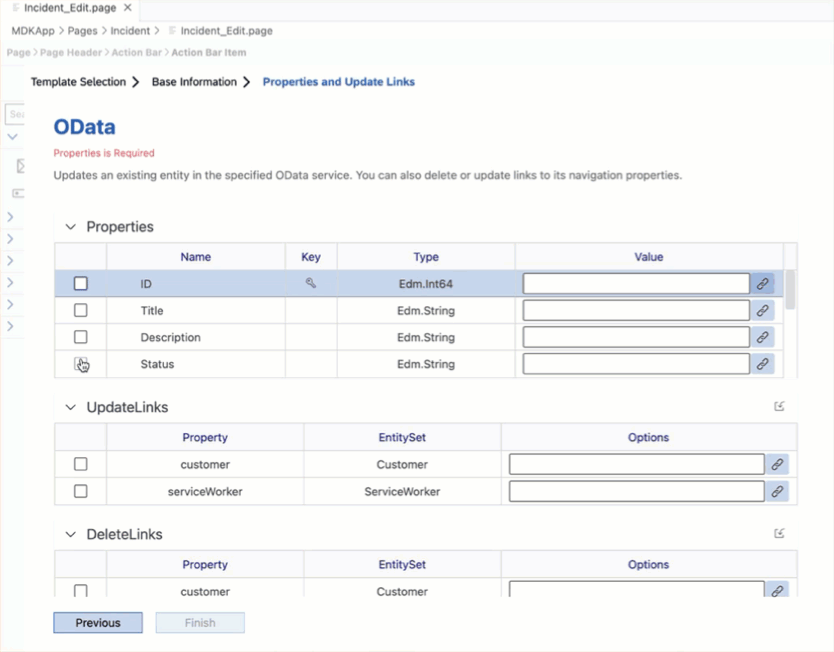 Incident_Edit.page
MDKApp > Pages > Incident > Incident_Edit.page
Page > Page Header > Action Bar > Action Bar Item
Template Selection > Base Information > Properties and Update Links
Sea
OData
Properties is Required
Updates an existing entity in the specified OData service. You can also delete or update links to its navigation properties.
Properties
Name Key Type Value
ID Edm.Int64
Title Edm.String
Description Edm.String
Status Edm.String
UpdateLinks
Property EntitySet Options
customer Customer
serviceWorker ServiceWorker
DeleteLinks
Property EntitySet Options
customer Customer
Previous Finish